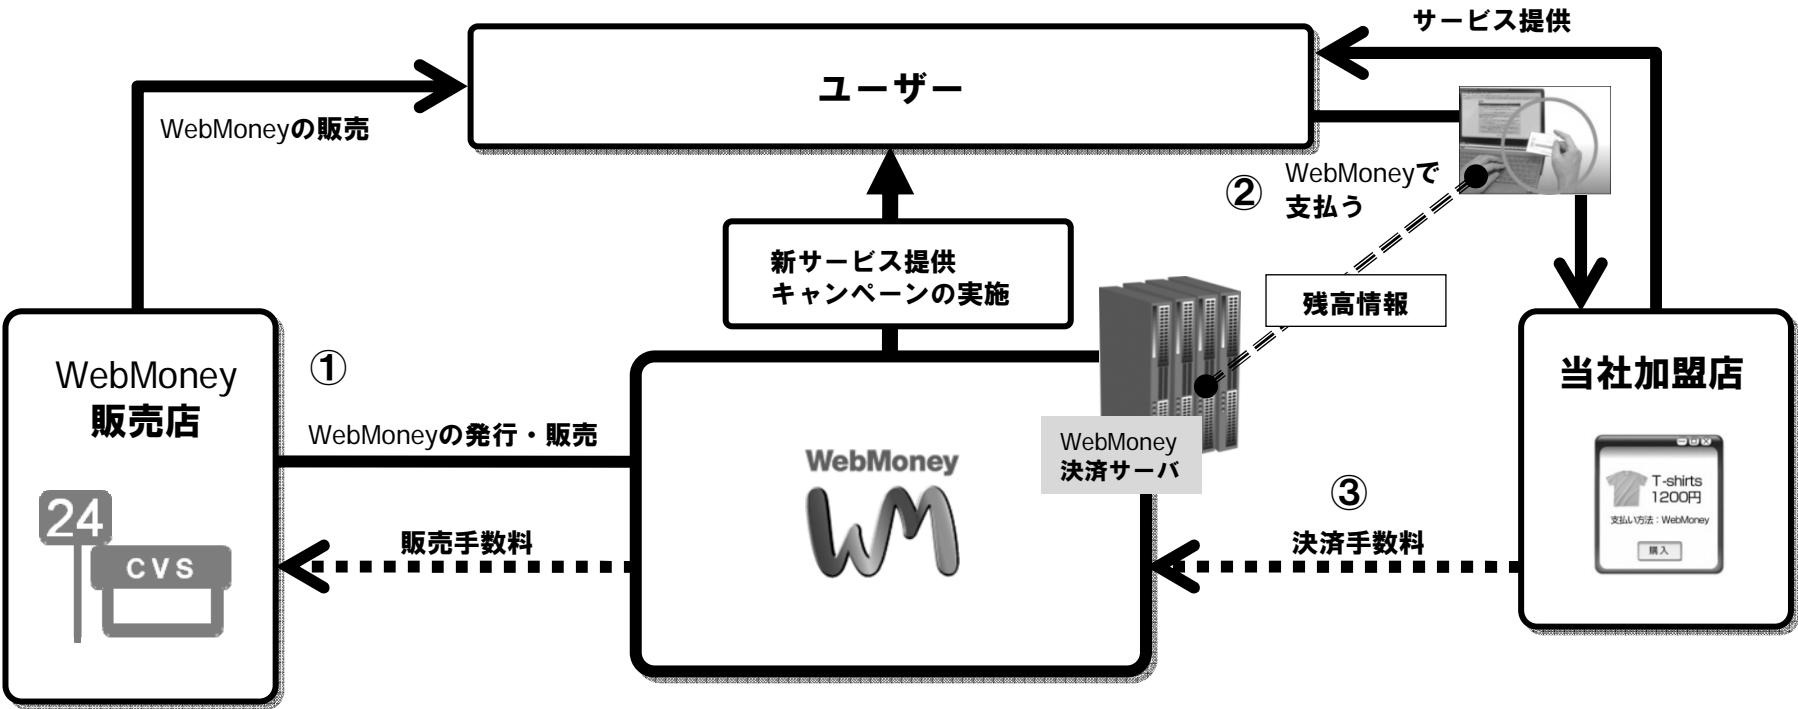 サービス提供
ユーザー
WebMoneyの販売
② WebMoneyで
支払う
新サービス提供
キャンペーンの実施
残高情報
WebMoney
販売店
24
CVS
①
WebMoneyの発行・販売
販売手数料
WebMoney
WM
WebMoney
決済サーバ
③
決済手数料
当社加盟店
T-shirts
1200円
支払い方法：WebMoney
購入